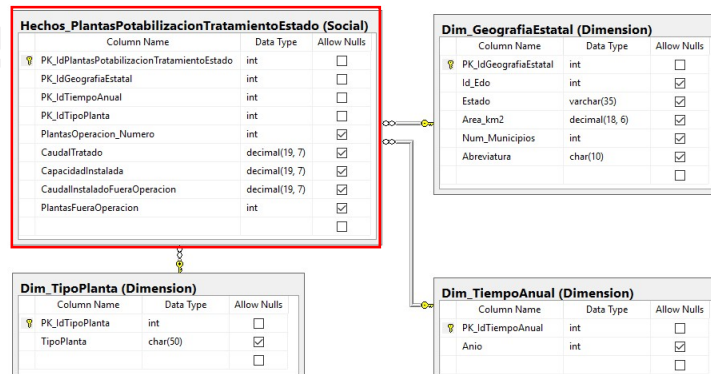 Hechos_PlantasPotabilizacionTratamientoEstado (Social)
Column Name Data Type Allow Nulls
PK_IdPlantasPotabilizacionTratamientoEstado int
PK_IdGeografiaEstatal int
PK_IdTiempoAnual int
PK_IdTipoPlanta int
PlantasOperacion_Numero int
CaudalTratado decimal(19, 7)
CapacidadInstalada decimal(19, 7)
CaudalInstaladoFueraOperacion decimal(19, 7)
PlantasFueraOperacion int
Dim_GeografiaEstatal (Dimension)
Column Name Data Type Allow Nulls
PK_IdGeografiaEstatal int
Id_Edo int
Estado varchar(35)
Area_km2 decimal(18, 6)
Num_Municipios int
Abreviatura char(10)
Dim_TipoPlanta (Dimension)
Column Name Data Type Allow Nulls
PK_IdTipoPlanta int
TipoPlanta char(50)
Dim_TiempoAnual (Dimension)
Column Name Data Type Allow Nulls
PK_IdTiempoAnual int
Anio int